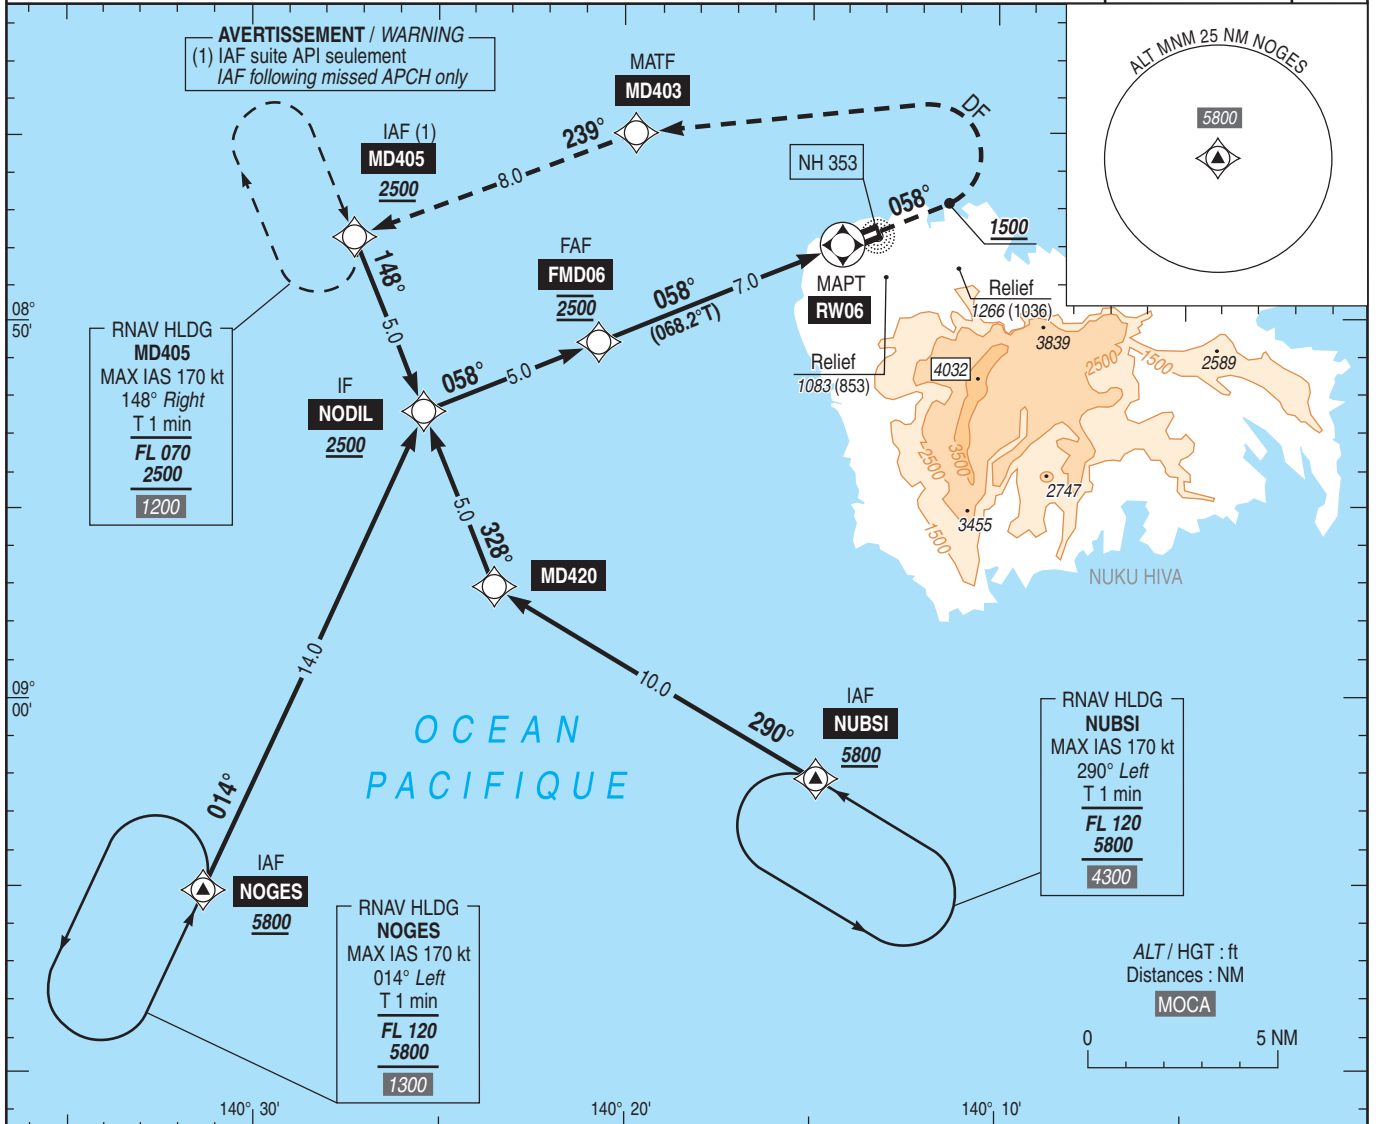 AVERTISSEMENT / WARNING
(1) IAF suite API seulement
IAF following missed APCH only
ALT MNM 25 NM NOGES
5800
MATF
MD403
DF
239°
8.0
IAF (1)
MD405
2500
NH 353
058°
1500
148°
5.0
FAF
FMD06
2500
058°
(068.2°T)
7.0
MAPT
RW06
Relief
1266 (1036)
Relief
1083 (853)
3839
4032
2500
1500
2589
2500
3500
2747
3455
1500
NUKU HIVA
08°
50'
RNAV HLDG
MD405
MAX IAS 170 kt
148° Right
T 1 min
FL 070
2500
1200
IF
NODIL
2500
058°
5.0
5.0
328°
MD420
14.0
10.0
290°
09°
00'
OCEAN
PACIFIQUE
IAF
NUBSI
5800
RNAV HLDG
NUBSI
MAX IAS 170 kt
290° Left
T 1 min
FL 120
5800
4300
014°
IAF
NOGES
5800
RNAV HLDG
NOGES
MAX IAS 170 kt
014° Left
T 1 min
FL 120
5800
1300
ALT / HGT : ft
Distances : NM
MOCA
0 5 NM
140° 30' 140° 20' 140° 10'